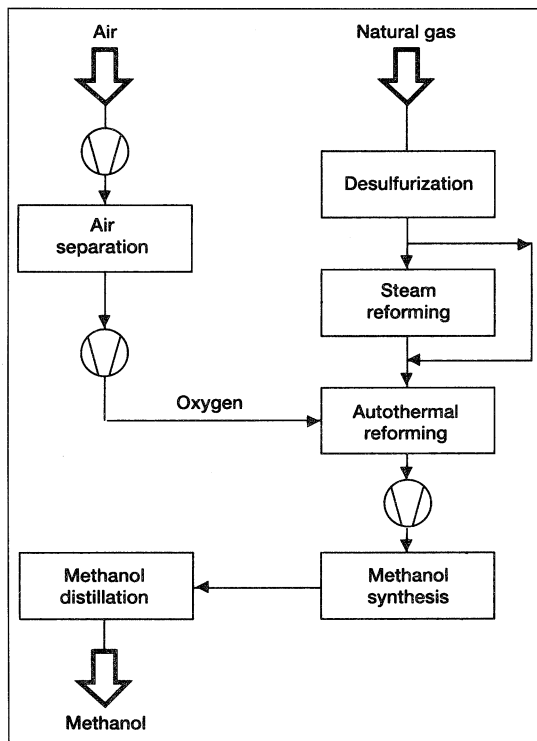 Air
Natural gas
Desulfurization
Air
separation
Steam
reforming
Oxygen
Autothermal
reforming
Methanol
distillation
Methanol
synthesis
Methanol